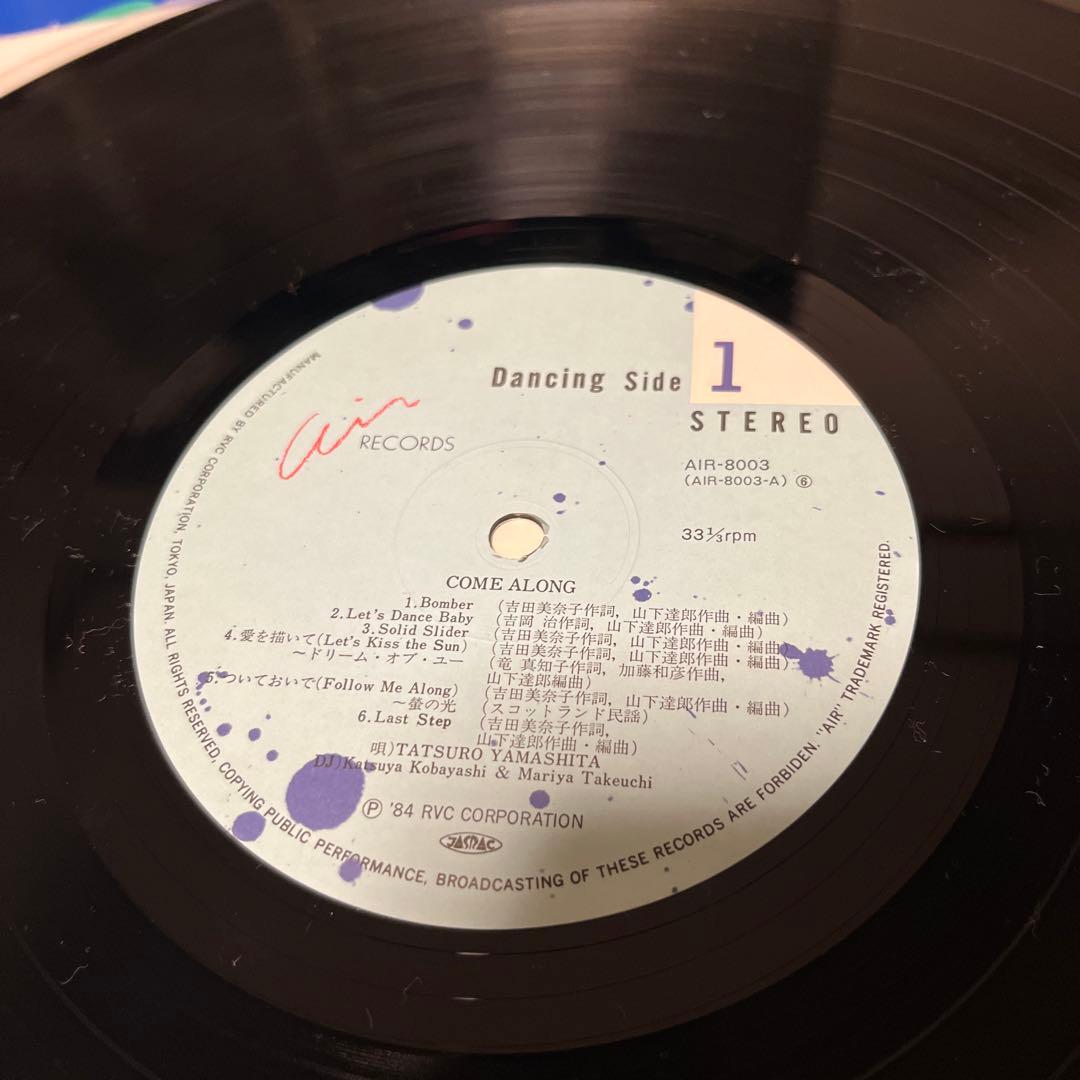 Dancing Side 1
STEREO
air RECORDS
AIR-8003
(AIR-8003-A) ⑥
33⅓rpm
COME ALONG
1.Bomber (吉田美奈子作詞, 山下達郎作曲・編曲)
2.Let's Dance Baby (吉岡 治作詞, 山下達郎作曲・編曲)
3.Solid Slider (吉田美奈子作詞, 山下達郎作曲・編曲)
4.愛を描いて(Let's Kiss the Sun) (吉田美奈子作詞, 山下達郎作曲・編曲)
〜ドリーム・オブ・ユー (竜 真知子作詞, 加藤和彦作曲,
山下達郎編曲)
5.ついておいで(Follow Me Along) (吉田美奈子作詞, 山下達郎作曲・編曲)
〜螢の光 (スコットランド民謡)
6.Last Step (吉田美奈子作詞,
山下達郎作曲・編曲)
唄)TATSURO YAMASHITA
DJ)Katsuya Kobayashi & Mariya Takeuchi
Ⓟ '84 RVC CORPORATION
JASRAC
MANUFACTURED BY RVC CORPORATION, TOKYO, JAPAN. ALL RIGHTS RESERVED, COPYING PUBLIC PERFORMANCE, BROADCASTING OF THESE RECORDS ARE FORBIDDEN. "AIR" TRADEMARK REGISTERED.